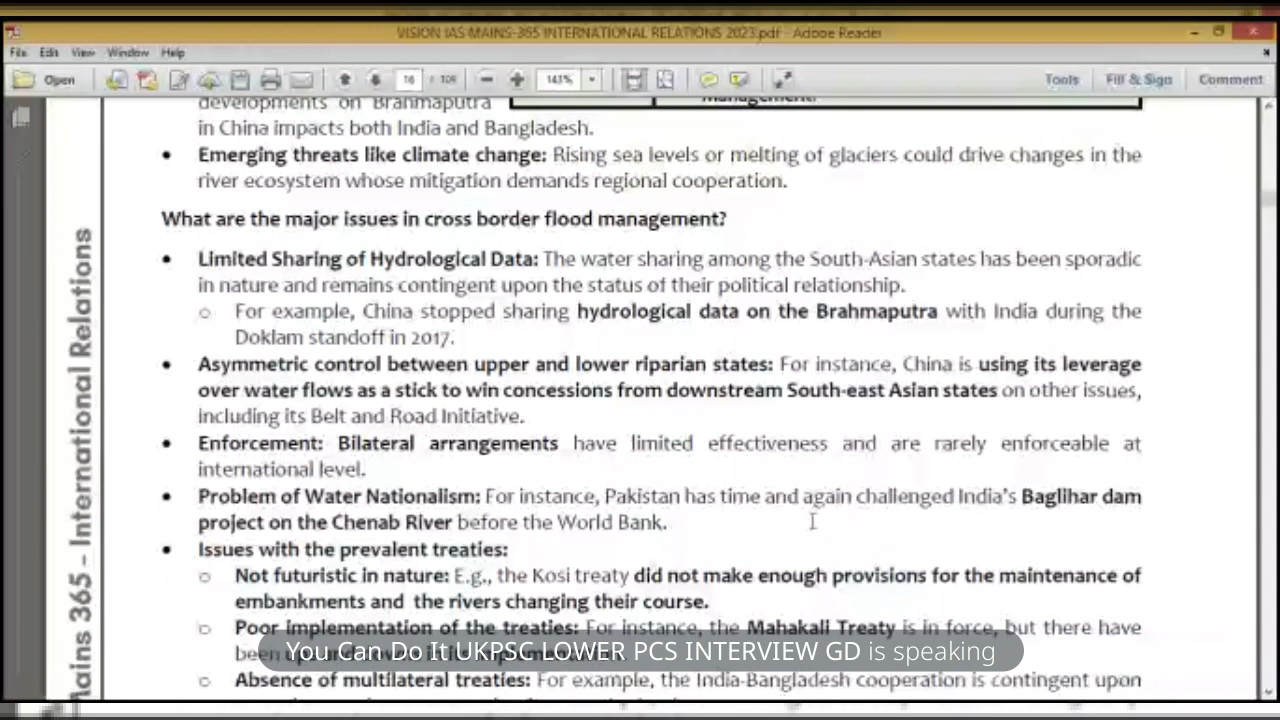 VISION IAS MAINS-365 INTERNATIONAL RELATIONS 2023.pdf - Adobe Reader
File Edit View Window Help
Open 16 / 109 143% Tools Fill & Sign Comment
developments on Brahmaputra
Management.
in China impacts both India and Bangladesh.
• Emerging threats like climate change: Rising sea levels or melting of glaciers could drive changes in the
river ecosystem whose mitigation demands regional cooperation.
What are the major issues in cross border flood management?
• Limited Sharing of Hydrological Data: The water sharing among the South-Asian states has been sporadic
in nature and remains contingent upon the status of their political relationship.
o For example, China stopped sharing hydrological data on the Brahmaputra with India during the
Doklam standoff in 2017.
• Asymmetric control between upper and lower riparian states: For instance, China is using its leverage
over water flows as a stick to win concessions from downstream South-east Asian states on other issues,
including its Belt and Road Initiative.
• Enforcement: Bilateral arrangements have limited effectiveness and are rarely enforceable at
international level.
• Problem of Water Nationalism: For instance, Pakistan has time and again challenged India's Baglihar dam
project on the Chenab River before the World Bank.
• Issues with the prevalent treaties:
o Not futuristic in nature: E.g., the Kosi treaty did not make enough provisions for the maintenance of
embankments and the rivers changing their course.
o Poor implementation of the treaties: For instance, the Mahakali Treaty is in force, but there have
been
You Can Do It UKPSC LOWER PCS INTERVIEW GD is speaking
o Absence of multilateral treaties: For example, the India-Bangladesh cooperation is contingent upon
Mains 365 - International Relations